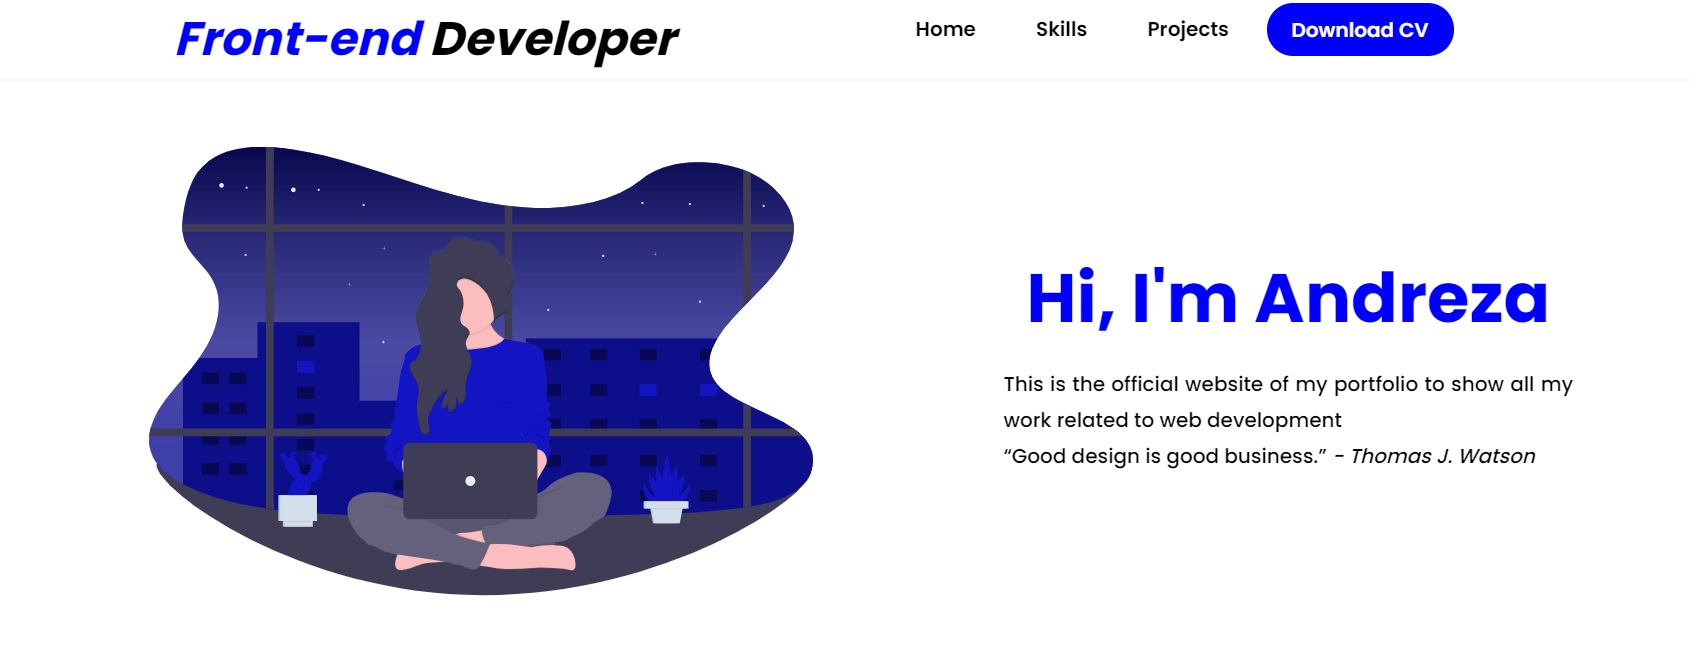 Front-end Developer
Home Skills Projects Download CV
Hi, I'm Andreza
This is the official website of my portfolio to show all my
work related to web development
“Good design is good business.” - Thomas J. Watson